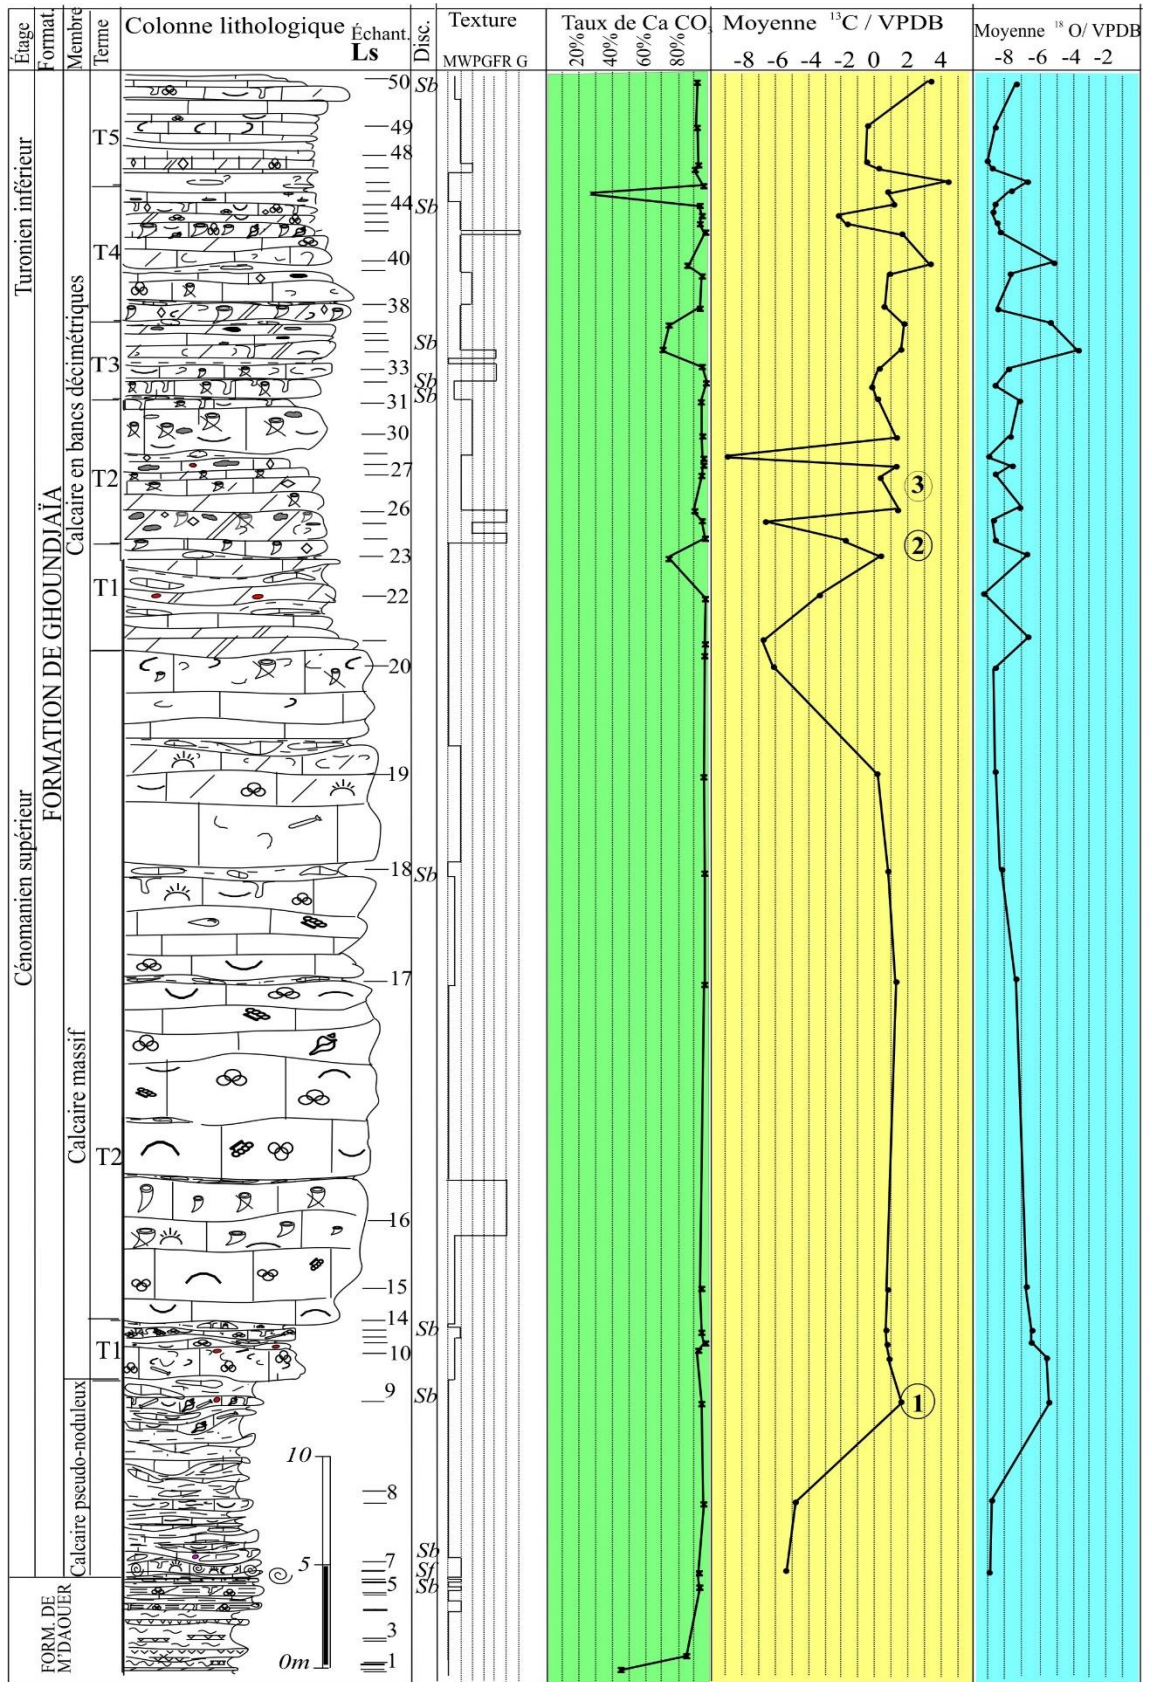 Étage
Format.
Membre
Terme
Colonne lithologique
Échant.
Ls
Disc.
Texture
MWPGFR G
Taux de Ca CO3
20%
40%
60%
80%
Moyenne 13C / VPDB
-8 -6 -4 -2 0 2 4
Moyenne 18 O/ VPDB
-8 -6 -4 -2
Turonien inférieur
Cénomanien supérieur
FORMATION DE GHOUNDJAÏA
FORM. DE
M'DAOUER
Calcaire en bancs décimétriques
Calcaire massif
Calcaire pseudo-noduleux
T5
T4
T3
T2
T1
T2
T1
50
49
48
44
40
38
33
31
30
27
26
23
22
20
19
18
17
16
15
14
10
9
8
7
5
3
1
Sb
Sb
Sb
Sb
Sb
Sb
Sb
Sb
Sb
Sf
Sb
3
2
1
10
5
0m